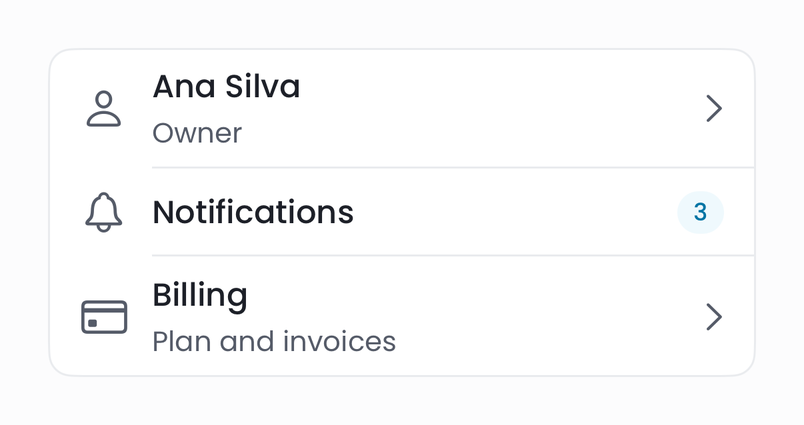 Ana Silva
Owner
Notifications
3
Billing
Plan and invoices